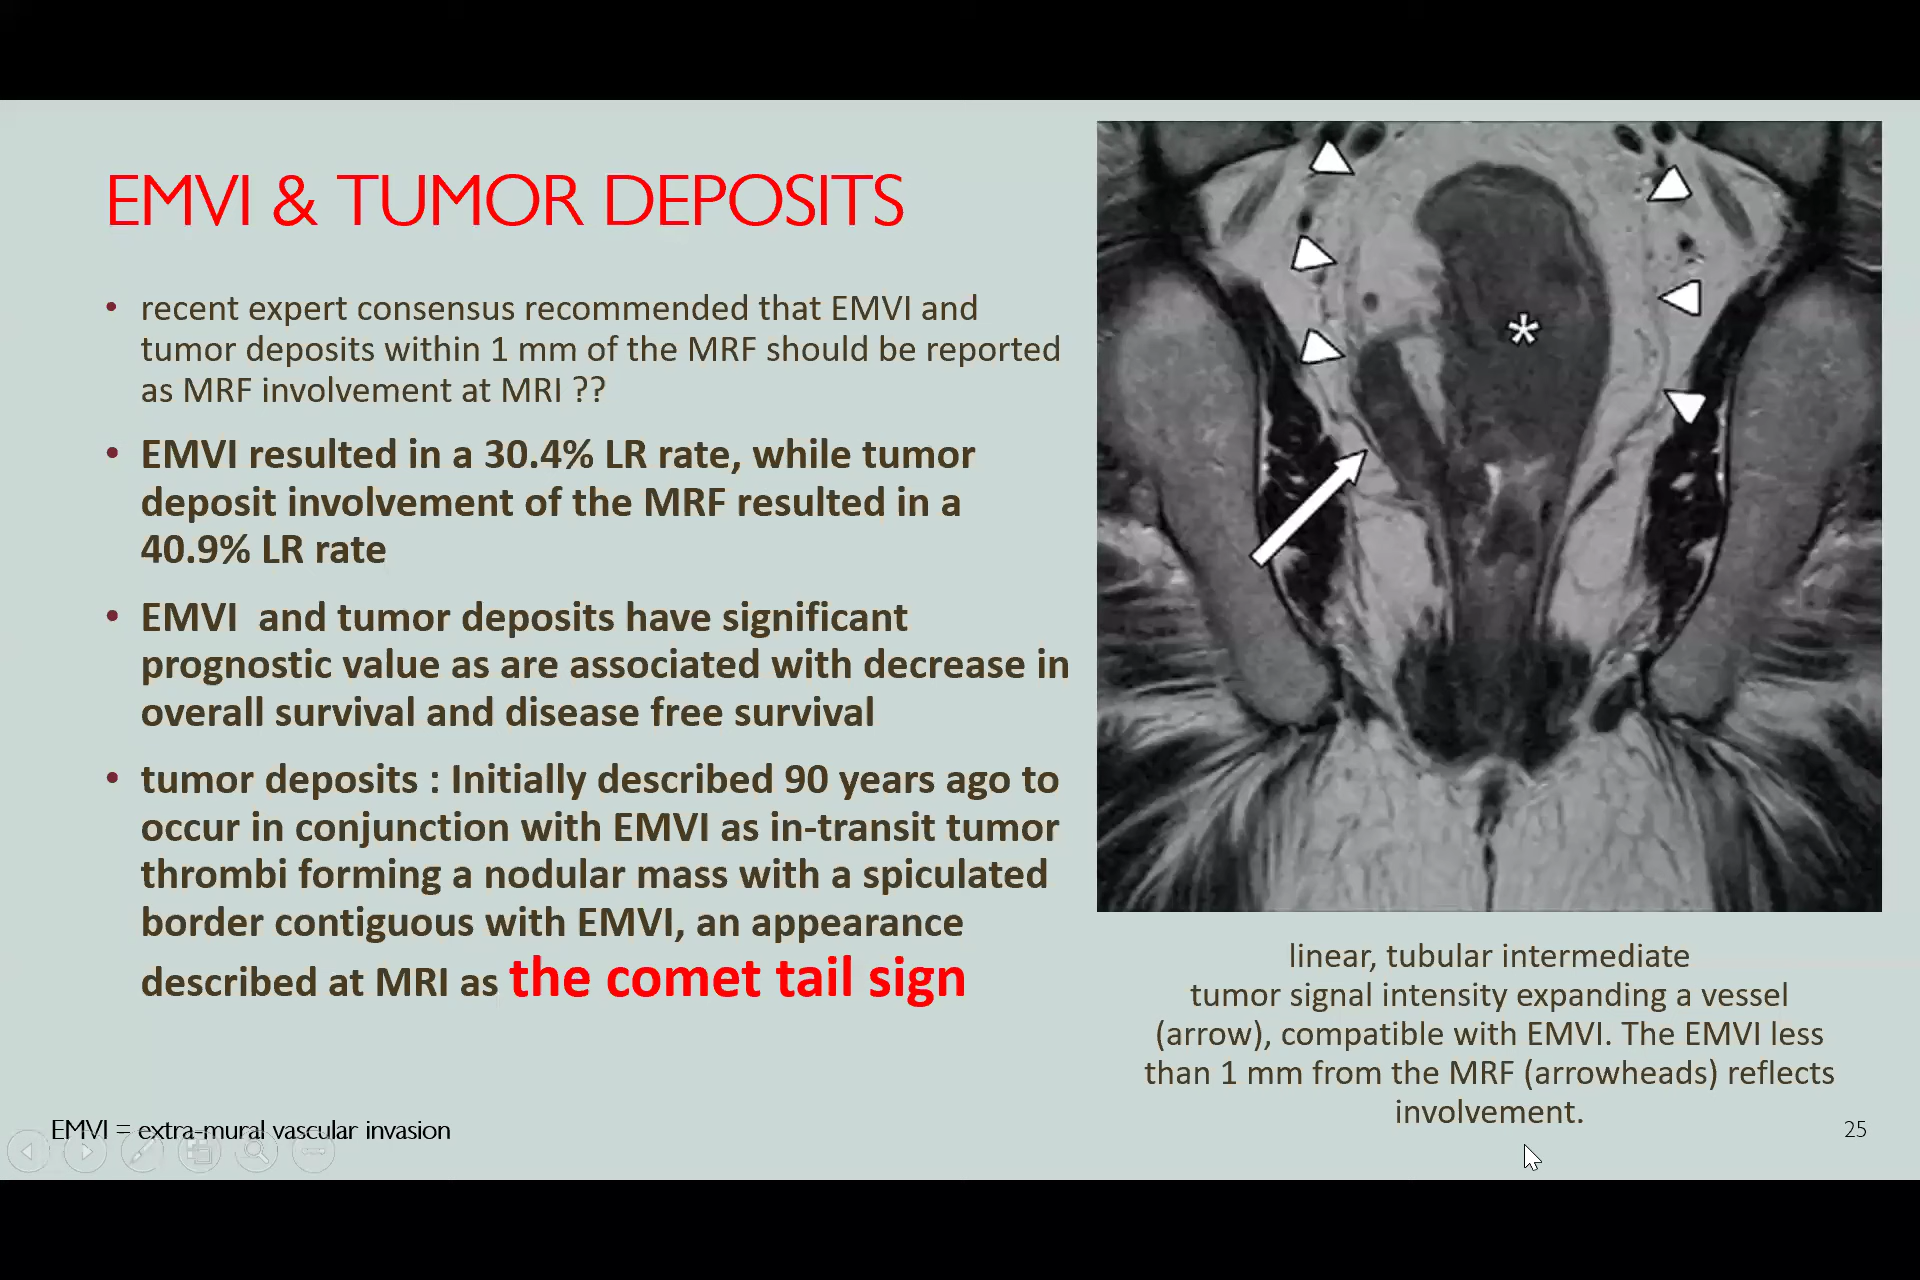 EMVI & TUMOR DEPOSITS
• recent expert consensus recommended that EMVI and
tumor deposits within 1 mm of the MRF should be reported
as MRF involvement at MRI ??
• EMVI resulted in a 30.4% LR rate, while tumor
deposit involvement of the MRF resulted in a
40.9% LR rate
• EMVI  and tumor deposits have significant
prognostic value as are associated with decrease in
overall survival and disease free survival
• tumor deposits : Initially described 90 years ago to
occur in conjunction with EMVI as in-transit tumor
thrombi forming a nodular mass with a spiculated
border contiguous with EMVI, an appearance
described at MRI as the comet tail sign
*
linear, tubular intermediate
tumor signal intensity expanding a vessel
(arrow), compatible with EMVI. The EMVI less
than 1 mm from the MRF (arrowheads) reflects
involvement.
EMVI = extra-mural vascular invasion
25